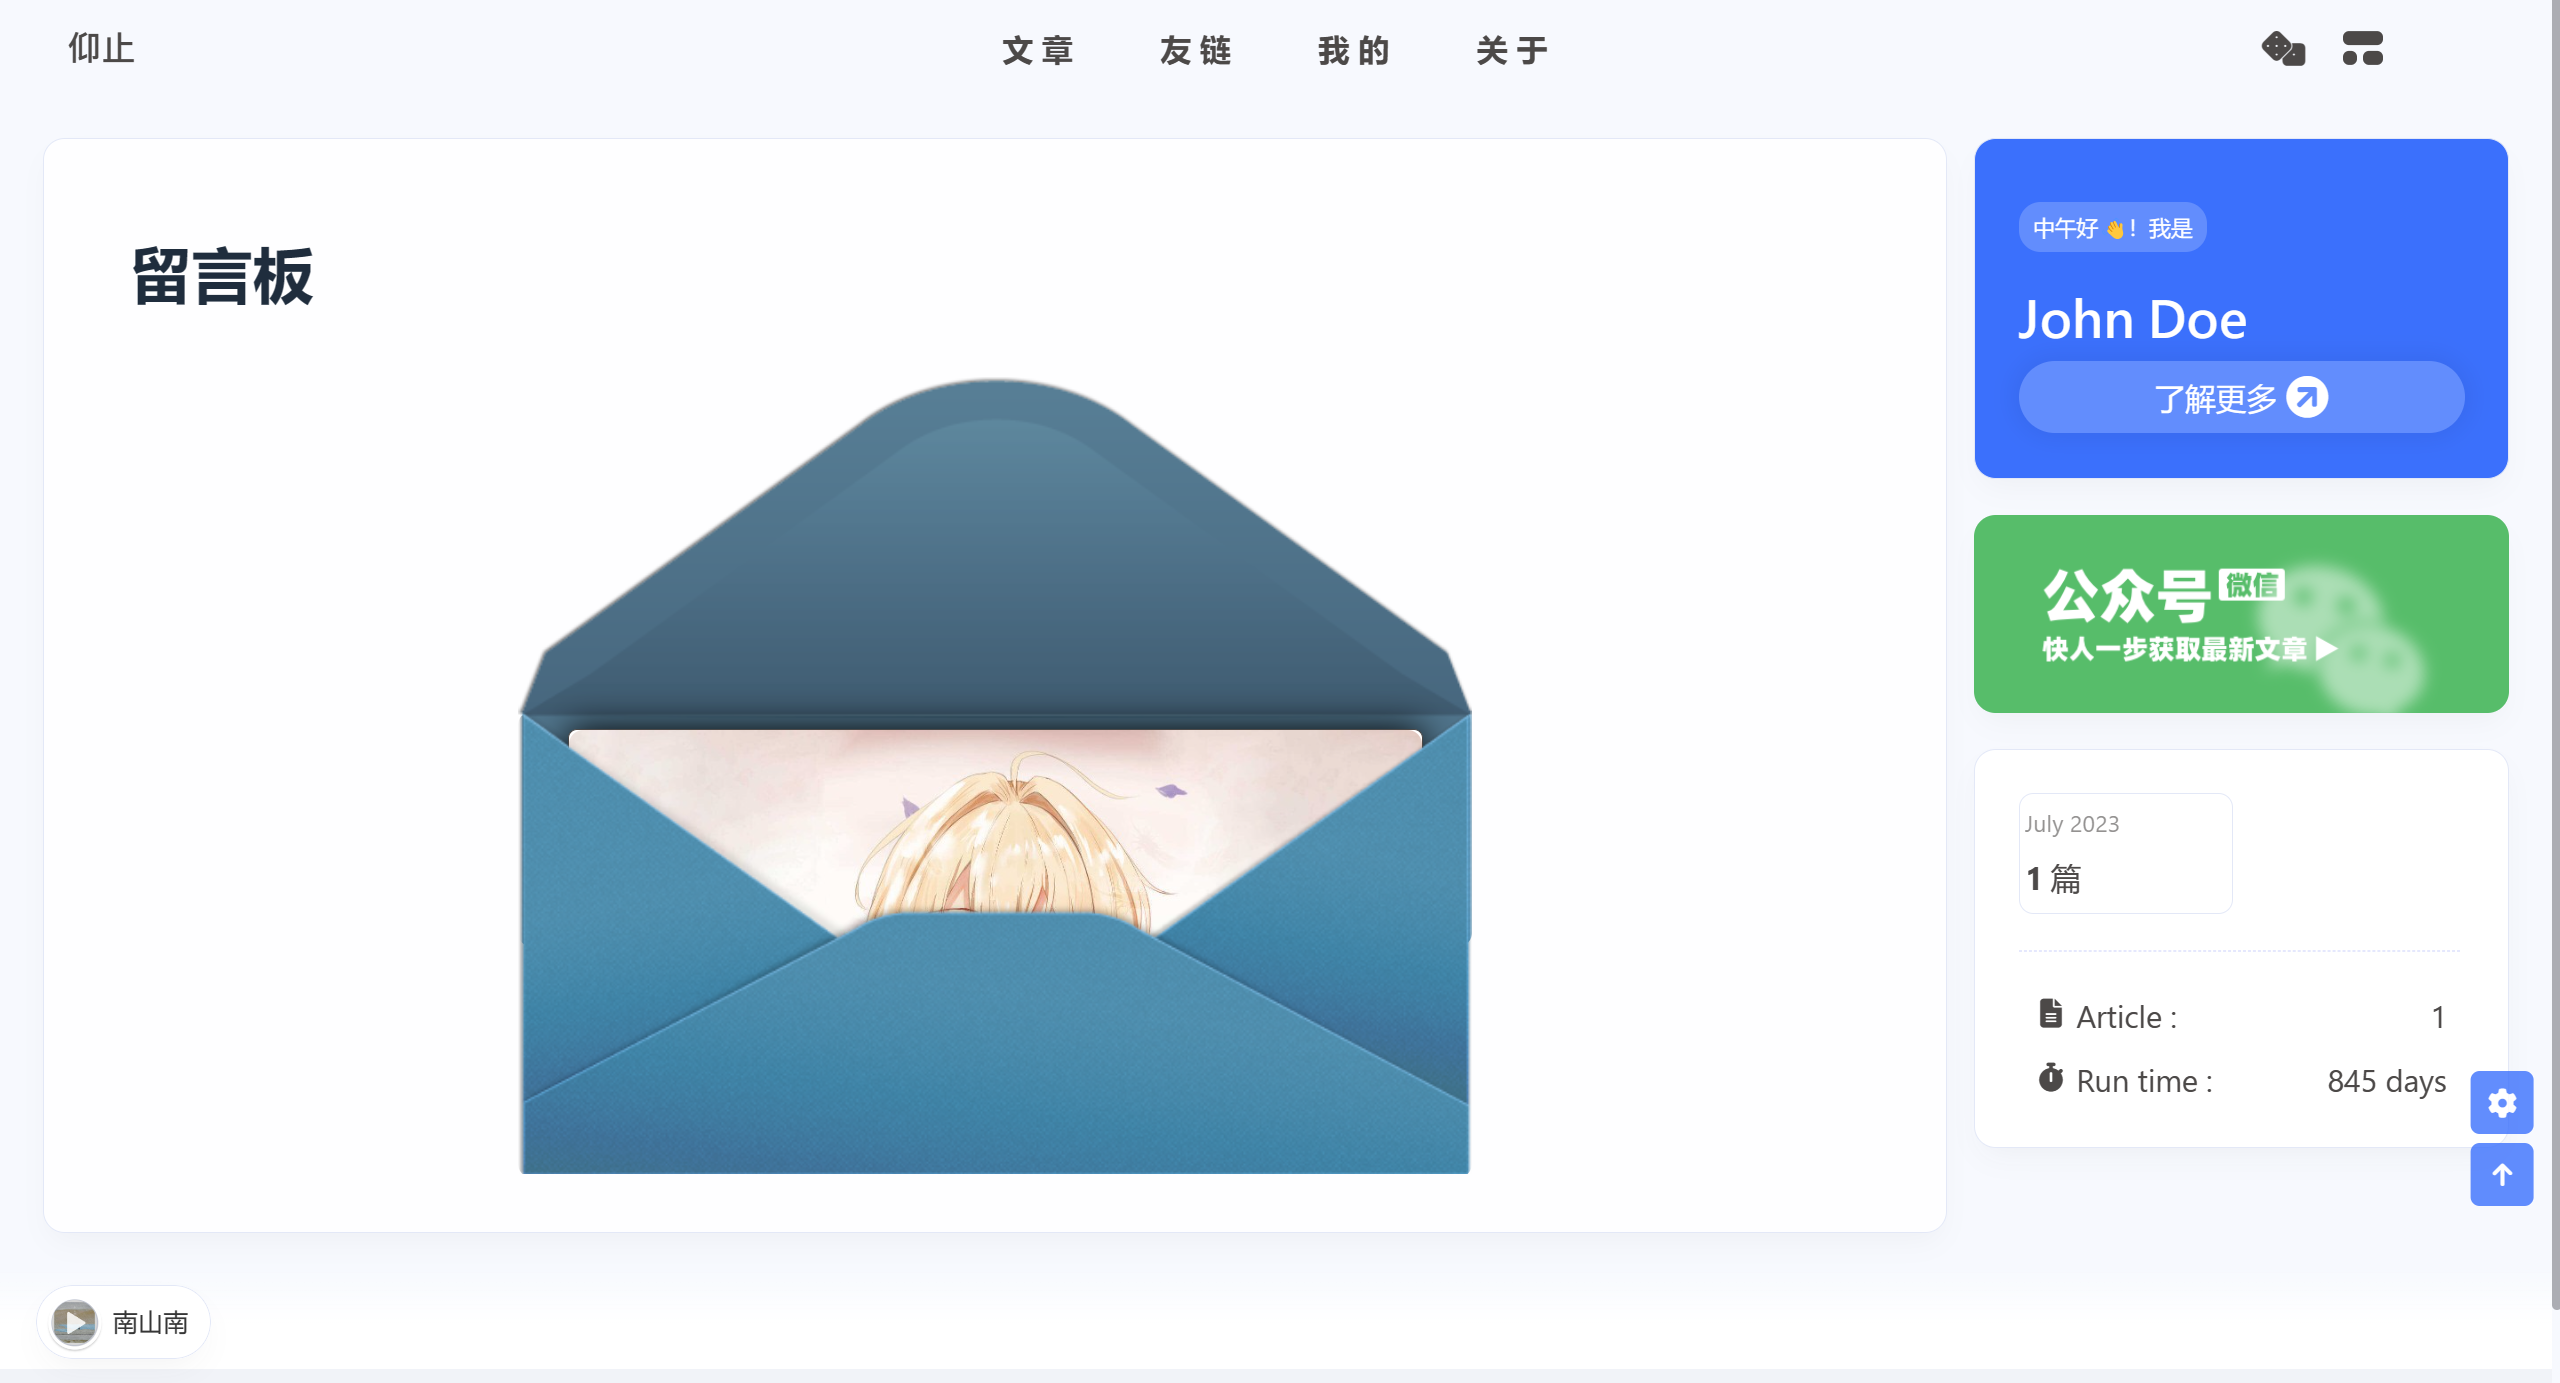 仰止
文章 友链 我的 关于
留言板
中午好 👋！我是
John Doe
了解更多
公众号 微信
快人一步获取最新文章
July 2023
1 篇
Article : 1
Run time : 845 days
南山南